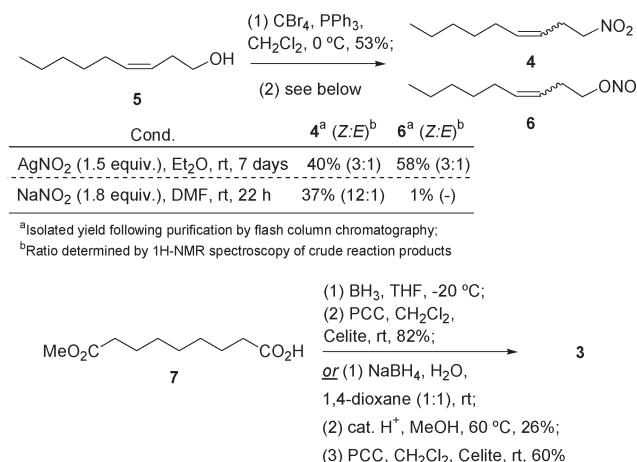 (1) CBr4, PPh3,
CH2Cl2, 0 ºC, 53%;
(2) see below
OH
5
NO2
4
ONO
6
Cond. 4a (Z:E)b 6a (Z:E)b
AgNO2 (1.5 equiv.), Et2O, rt, 7 days 40% (3:1) 58% (3:1)
NaNO2 (1.8 equiv.), DMF, rt, 22 h 37% (12:1) 1% (-)
aIsolated yield following purification by flash column chromatography;
bRatio determined by 1H-NMR spectroscopy of crude reaction products
(1) BH3, THF, -20 ºC;
(2) PCC, CH2Cl2,
Celite, rt, 82%;
MeO2C CO2H
7
3
or (1) NaBH4, H2O,
1,4-dioxane (1:1), rt;
(2) cat. H+, MeOH, 60 ºC, 26%;
(3) PCC, CH2Cl2, Celite, rt, 60%